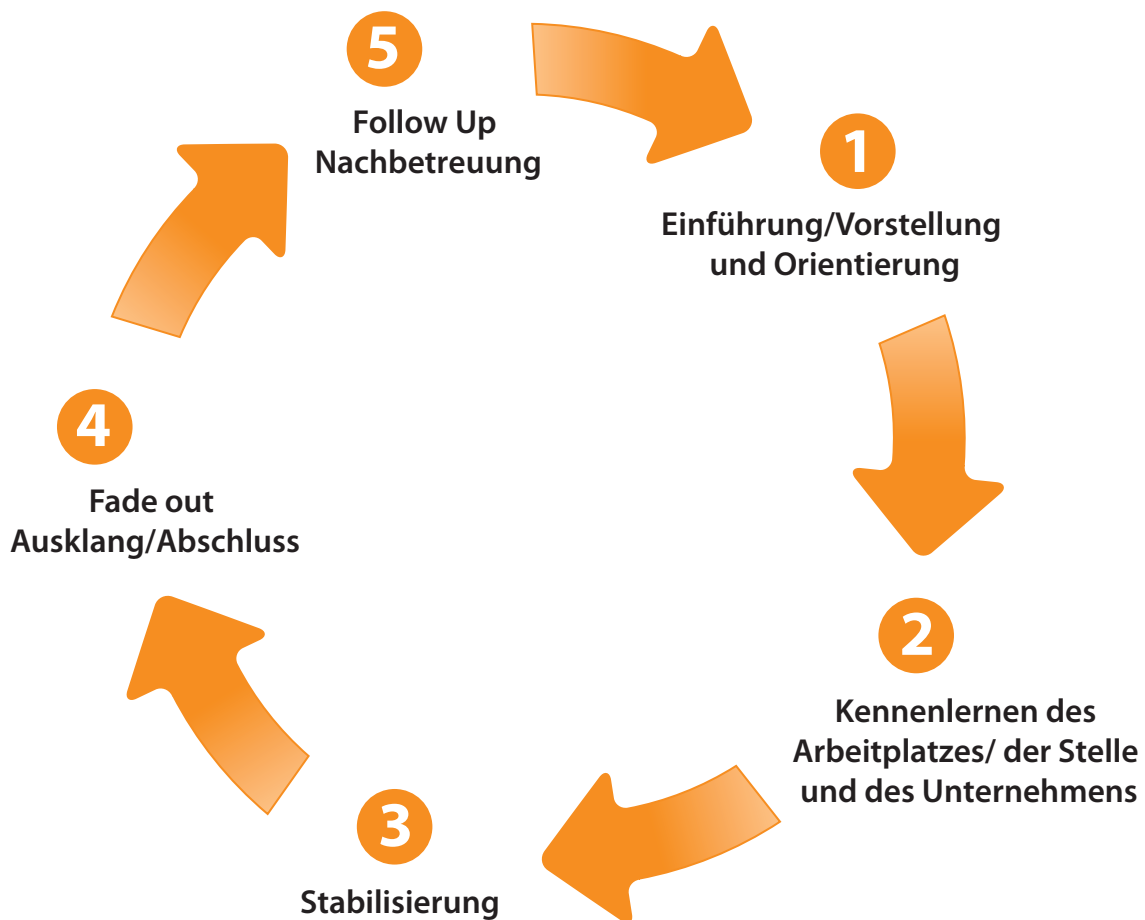 5
Follow Up
Nachbetreuung
1
Einführung/Vorstellung
und Orientierung
4
Fade out
Ausklang/Abschluss
2
Kennenlernen des
Arbeitplatzes/ der Stelle
und des Unternehmens
3
Stabilisierung